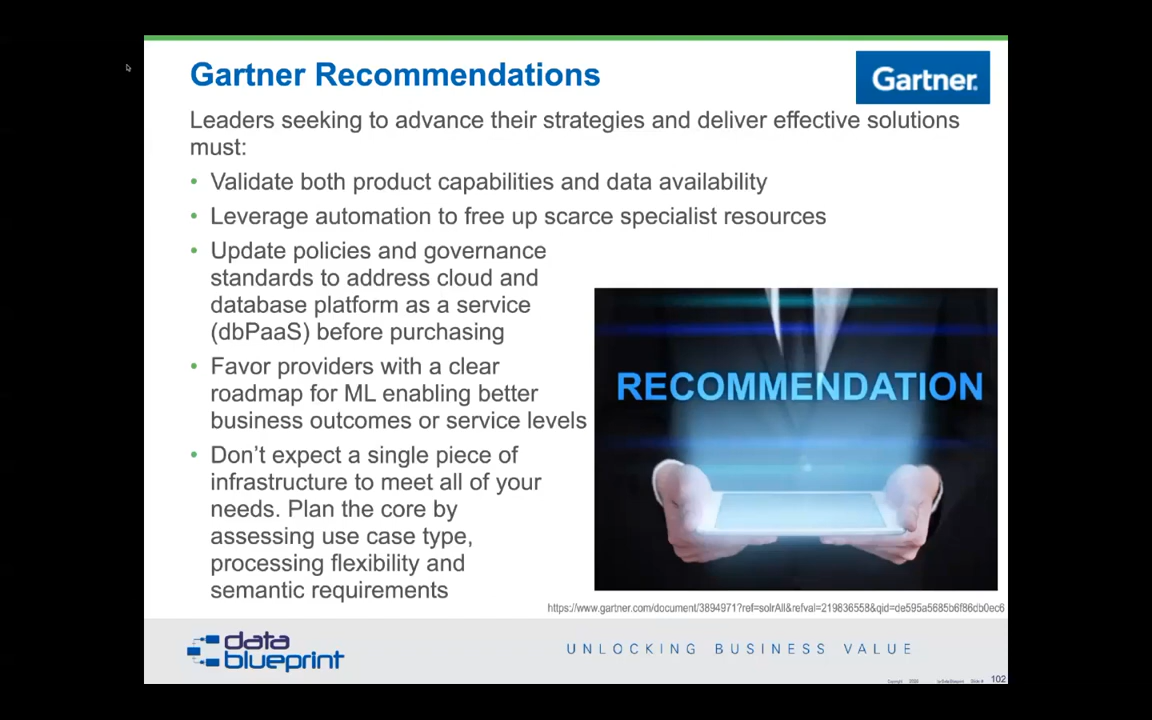 Gartner Recommendations
Gartner.
Leaders seeking to advance their strategies and deliver effective solutions
must:
• Validate both product capabilities and data availability
• Leverage automation to free up scarce specialist resources
• Update policies and governance
standards to address cloud and
database platform as a service
(dbPaaS) before purchasing
• Favor providers with a clear
roadmap for ML enabling better
business outcomes or service levels
• Don’t expect a single piece of
infrastructure to meet all of your
needs. Plan the core by
assessing use case type,
processing flexibility and
semantic requirements
RECOMMENDATION
https://www.gartner.com/document/3894971?ref=solrAll&refval=219836558&qid=de595a5685b6f86db0ec6
data
blueprint
UNLOCKING BUSINESS VALUE
Copyright Slide # 102